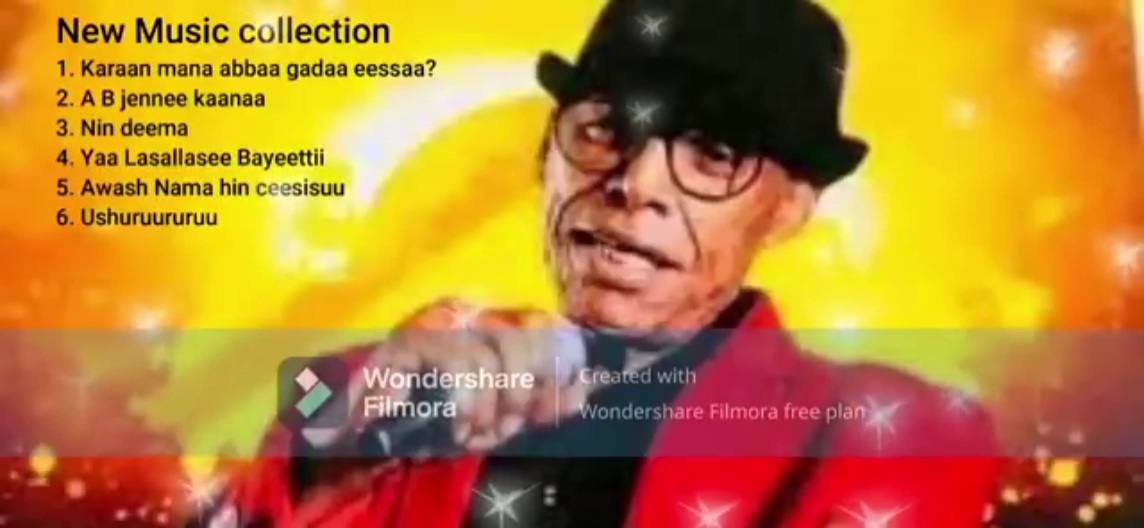 New Music collection
1. Karaan mana abbaa gadaa eessaa?
2. A B jennee kaanaa
3. Nin deema
4. Yaa Lasallasee Bayeettii
5. Awash Nama hin ceesisuu
6. Ushuruururuu
Wondershare
Filmora
Created with
Wondershare Filmora free plan